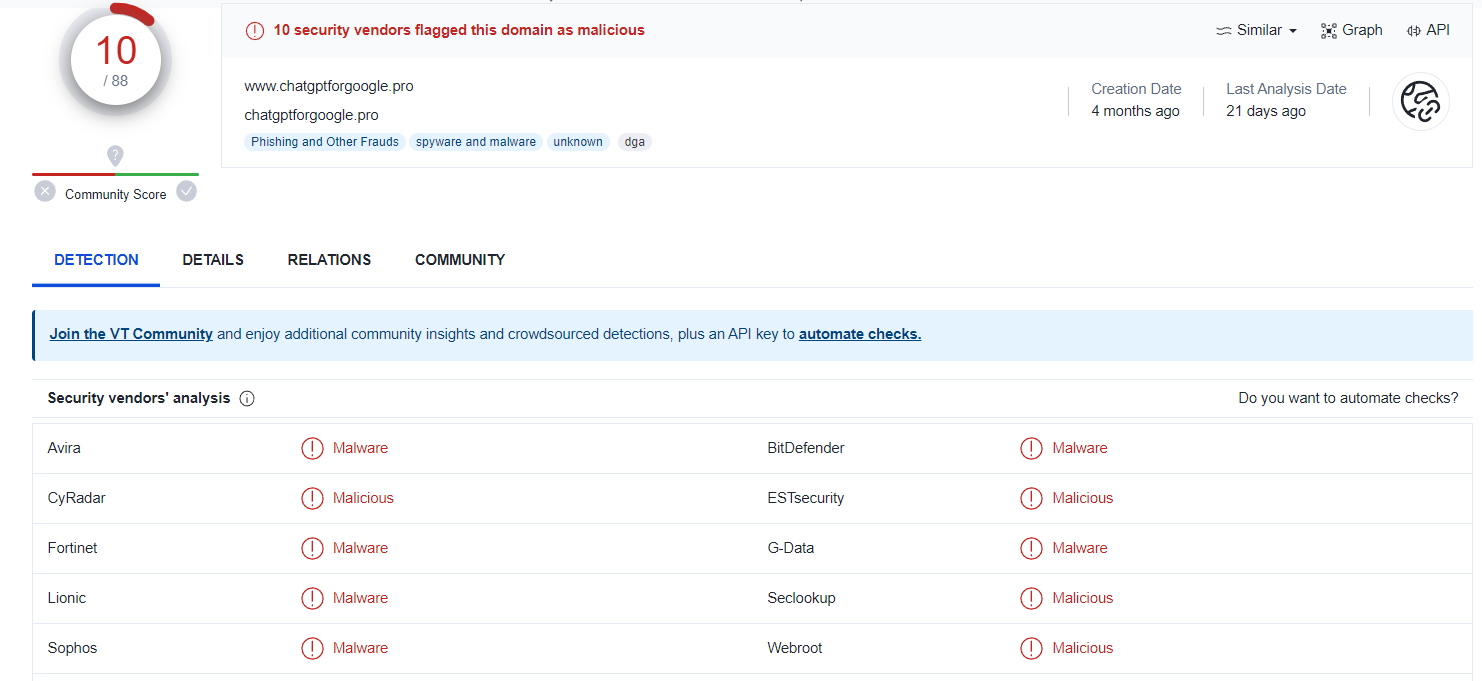 10
/ 88
Community Score
10 security vendors flagged this domain as malicious
Similar
Graph
API
www.chatgptforgoogle.pro
chatgptforgoogle.pro
Phishing and Other Frauds spyware and malware unknown dga
Creation Date
4 months ago
Last Analysis Date
21 days ago
DETECTION DETAILS RELATIONS COMMUNITY
Join the VT Community and enjoy additional community insights and crowdsourced detections, plus an API key to automate checks.
Security vendors' analysis Do you want to automate checks?
Avira Malware BitDefender Malware
CyRadar Malicious ESTsecurity Malicious
Fortinet Malware G-Data Malware
Lionic Malware Seclookup Malicious
Sophos Malware Webroot Malicious